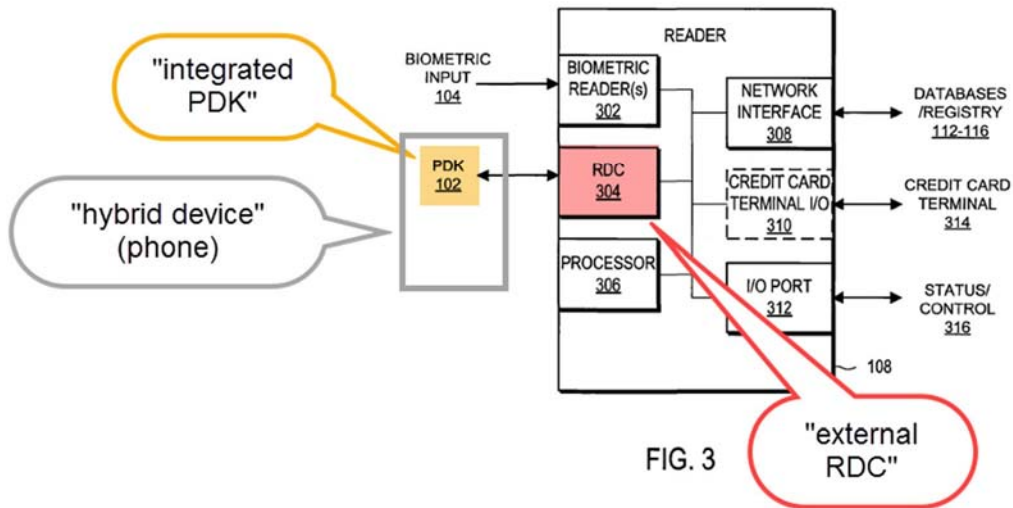 "integrated
PDK"
"hybrid device"
(phone)
BIOMETRIC
INPUT
104
PDK
102
READER
BIOMETRIC
READER(s)
302
RDC
304
PROCESSOR
306
NETWORK
INTERFACE
308
CREDIT CARD
TERMINAL I/O
310
I/O PORT
312
DATABASES
/REGISTRY
112-116
CREDIT CARD
TERMINAL
314
STATUS/
CONTROL
316
108
"external
RDC"
FIG. 3